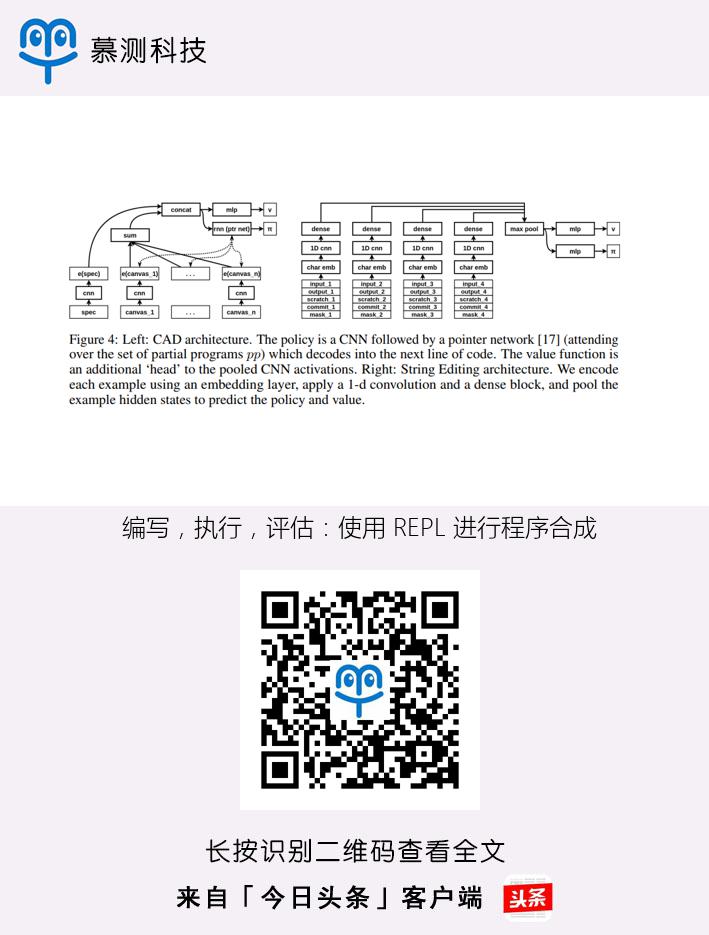 慕测科技
concat
mlp
v
rnn (ptr net)
π
sum
e(spec)
e(canvas_1)
. . .
e(canvas_n)
cnn
cnn
cnn
spec
canvas_1
. . .
canvas_n
dense
dense
dense
dense
max pool
mlp
v
1D cnn
1D cnn
1D cnn
1D cnn
mlp
π
char emb
char emb
char emb
char emb
input_1
input_2
input_3
input_4
output_1
output_2
output_3
output_4
scratch_1
scratch_2
scratch_3
scratch_4
commit_1
commit_2
commit_3
commit_4
mask_1
mask_2
mask_3
mask_4
Figure 4: Left: CAD architecture. The policy is a CNN followed by a pointer network [17] (attending
over the set of partial programs pp) which decodes into the next line of code. The value function is
an additional ‘head’ to the pooled CNN activations. Right: String Editing architecture. We encode
each example using an embedding layer, apply a 1-d convolution and a dense block, and pool the
example hidden states to predict the policy and value.
编写，执行，评估：使用 REPL 进行程序合成
长按识别二维码查看全文
来自「今日头条」客户端
头条